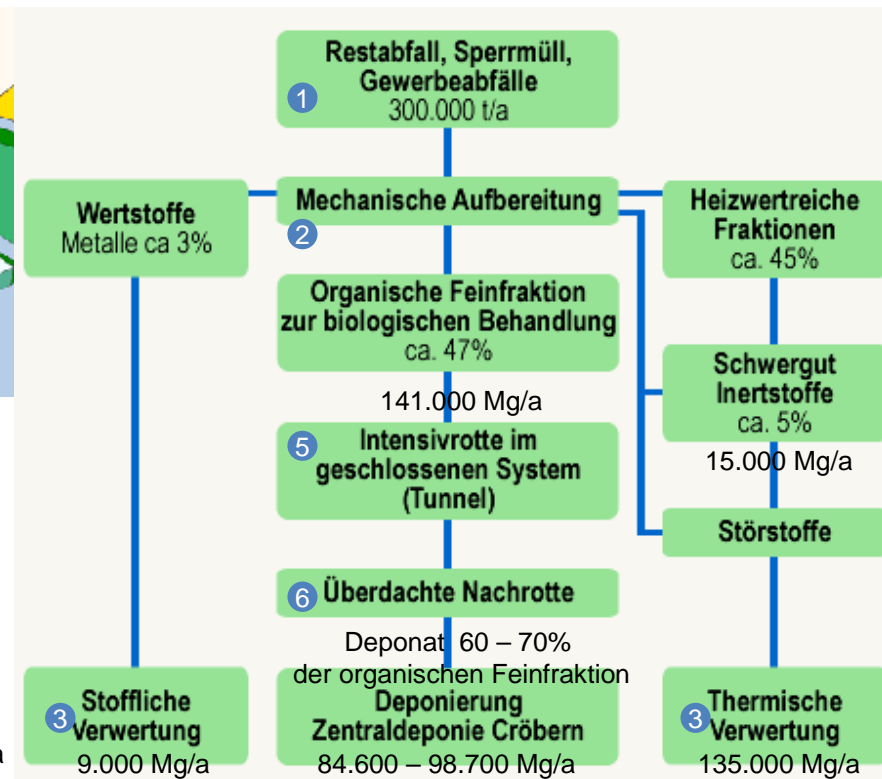 Restabfall, Sperrmüll,
Gewerbeabfälle
1
300.000 t/a
Wertstoffe
Metalle ca 3%
Mechanische Aufbereitung
2
Heizwertreiche
Fraktionen
ca. 45%
Organische Feinfraktion
zur biologischen Behandlung
ca. 47%
141.000 Mg/a
Schwergut
Inertstoffe
ca. 5%
15.000 Mg/a
5
Intensivrotte im
geschlossenen System
(Tunnel)
Störstoffe
6
Überdachte Nachrotte
Deponat 60 – 70%
der organischen Feinfraktion
3
Stoffliche
Verwertung
9.000 Mg/a
Deponierung
Zentraldeponie Cröbern
84.600 – 98.700 Mg/a
3
Thermische
Verwertung
135.000 Mg/a